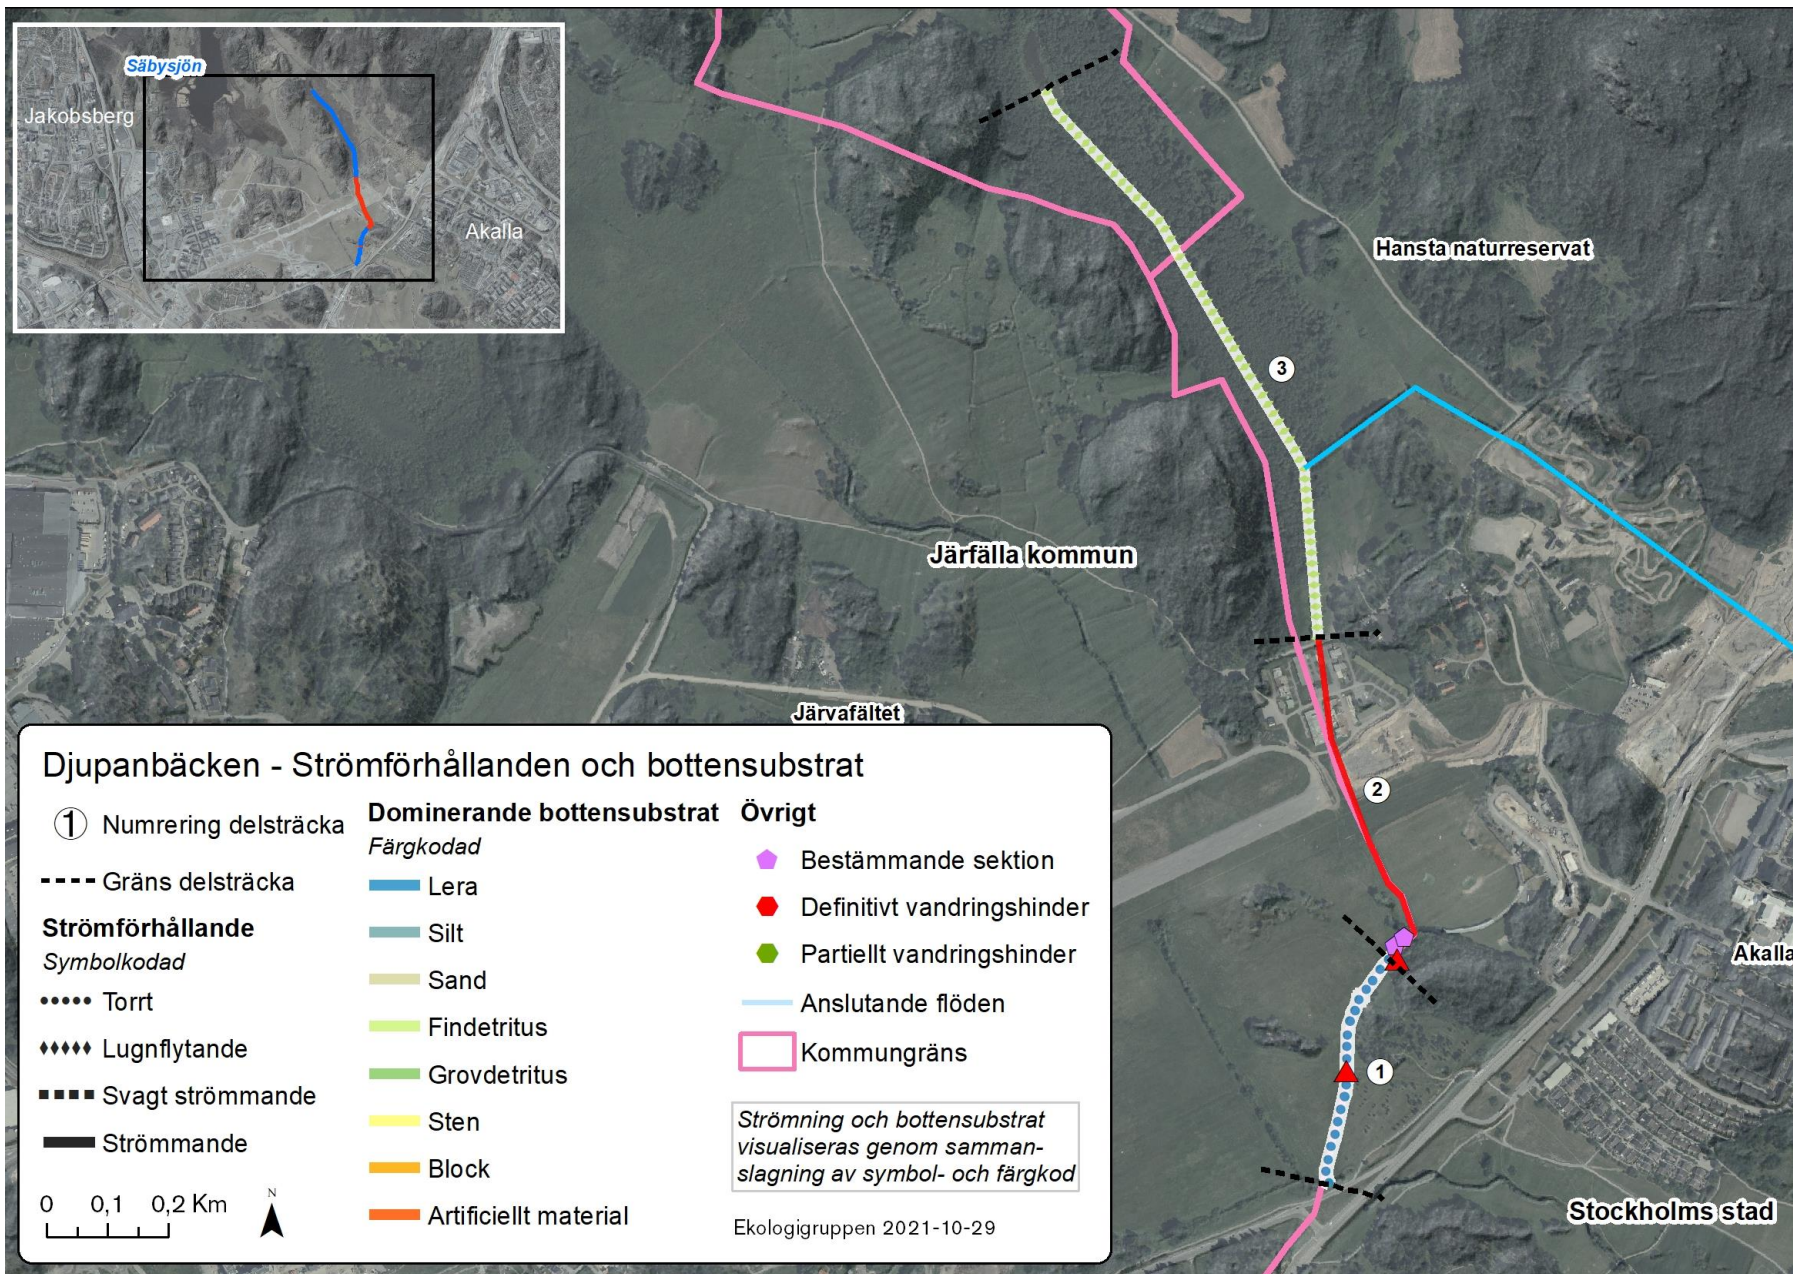 Säbysjön
Jakobsberg
Akalla
Hansta naturreservat
3
Järfälla kommun
Järvafältet
2
Akalla
1
Stockholms stad
Djupanbäcken - Strömförhållanden och bottensubstrat
1 Numrering delsträcka
Gräns delsträcka
Strömförhållande
Symbolkodad
Torrt
Lugnflytande
Svagt strömmande
Strömmande
0 0,1 0,2 Km
N
Dominerande bottensubstrat
Färgkodad
Lera
Silt
Sand
Findetritus
Grovdetritus
Sten
Block
Artificiellt material
Övrigt
Bestämmande sektion
Definitivt vandringshinder
Partiellt vandringshinder
Anslutande flöden
Kommungräns
Strömning och bottensubstrat
visualiseras genom samman-
slagning av symbol- och färgkod
Ekologigruppen 2021-10-29